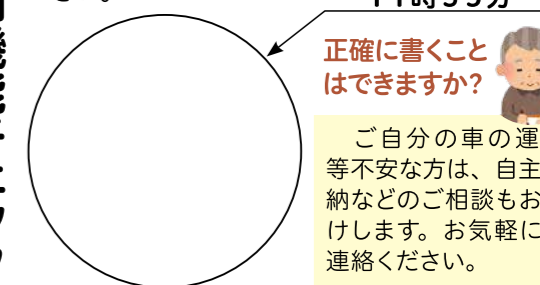 正確に書くこと
はできますか？
ご自分の車の運
等不安な方は、自主
納などのご相談もお
けします。お気軽に
連絡ください。